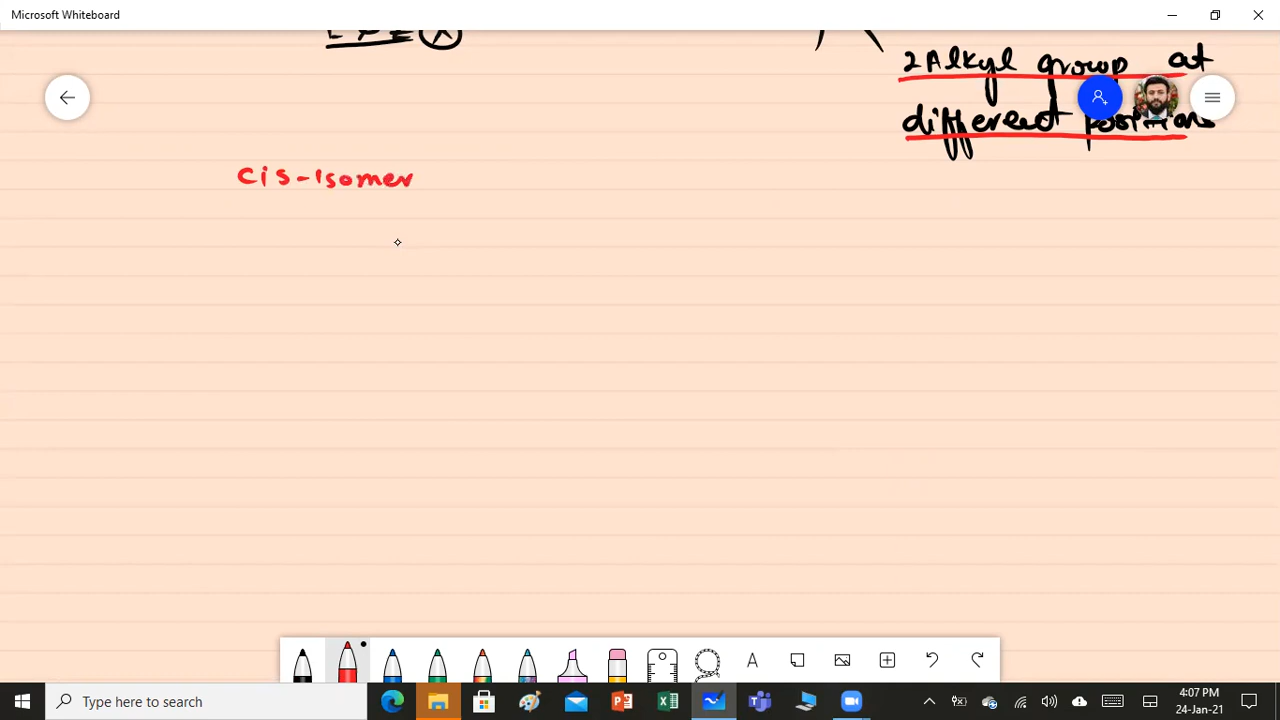 Microsoft Whiteboard
2 Alkyl group at
different positions
cis-Isomer
A
Type here to search
4:07 PM
24-Jan-21